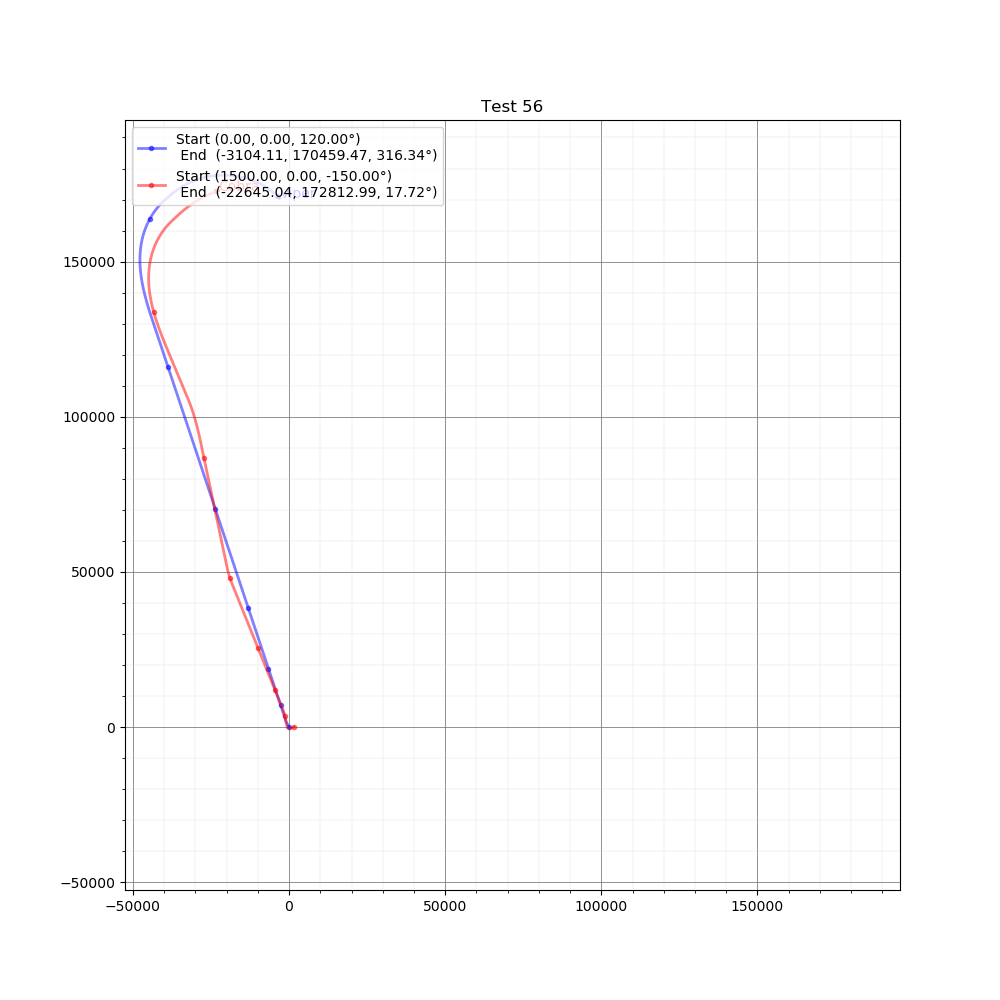 Test 56
Start (0.00, 0.00, 120.00°)
End (-3104.11, 170459.47, 316.34°)
Start (1500.00, 0.00, -150.00°)
End (-22645.04, 172812.99, 17.72°)
150000
100000
50000
0
−50000
−50000 0 50000 100000 150000